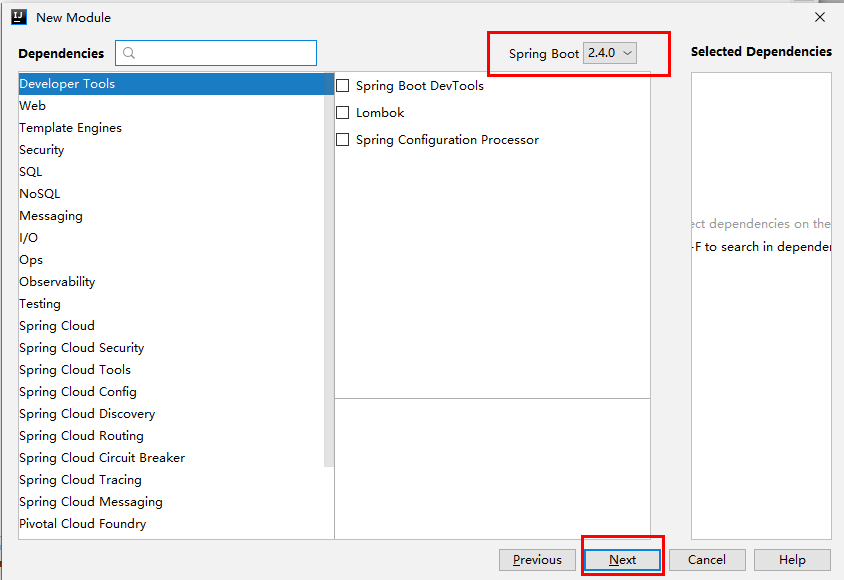 IJ
New Module
Dependencies
Spring Boot 2.4.0
Selected Dependencies
Developer Tools
Web
Template Engines
Security
SQL
NoSQL
Messaging
I/O
Ops
Observability
Testing
Spring Cloud
Spring Cloud Security
Spring Cloud Tools
Spring Cloud Config
Spring Cloud Discovery
Spring Cloud Routing
Spring Cloud Circuit Breaker
Spring Cloud Tracing
Spring Cloud Messaging
Pivotal Cloud Foundry
Spring Boot DevTools
Lombok
Spring Configuration Processor
ect dependencies on the
-F to search in depender
Previous
Next
Cancel
Help